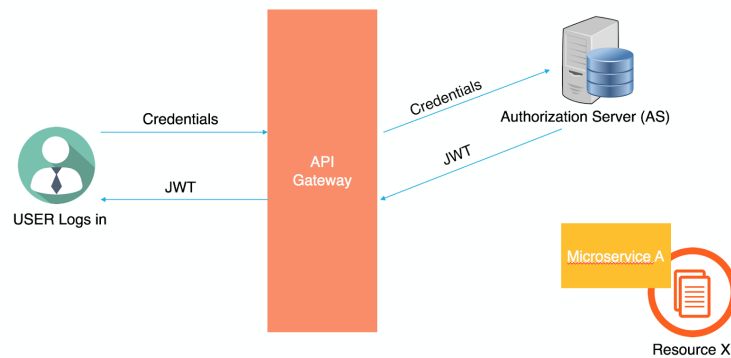 Credentials
JWT
USER Logs in
API
Gateway
Credentials
JWT
Authorization Server (AS)
Microservice A
Resource X